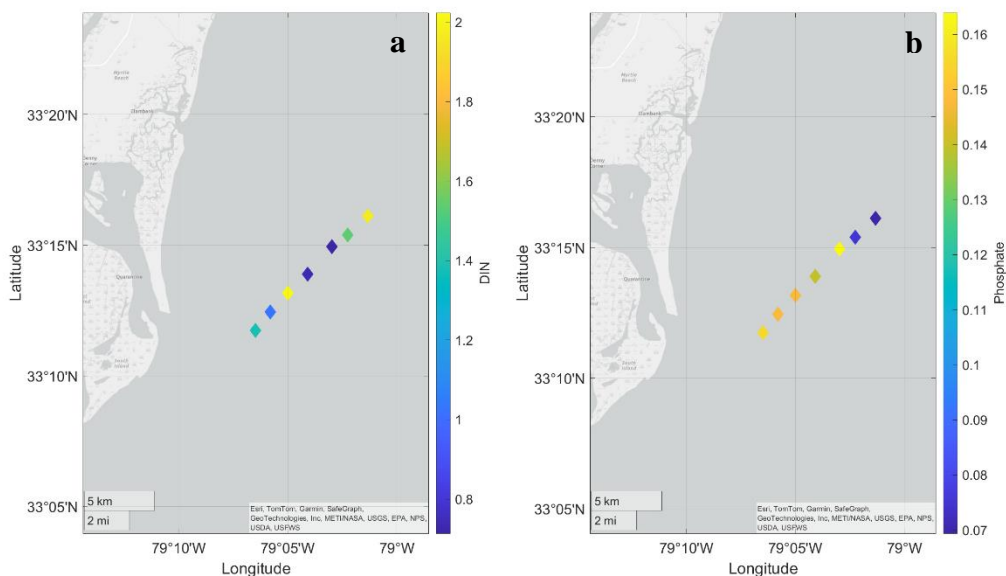 a
33°20'N
33°15'N
33°10'N
33°05'N
Latitude
79°10'W
79°05'W
79°W
Longitude
5 km
2 mi
Esri, TomTom, Garmin, SafeGraph,
GeoTechnologies, Inc, METI/NASA, USGS, EPA, NPS,
USDA, USFWS
2
1.8
1.6
1.4
1.2
1
0.8
DIN
b
33°20'N
33°15'N
33°10'N
33°05'N
Latitude
79°10'W
79°05'W
79°W
Longitude
5 km
2 mi
Esri, TomTom, Garmin, SafeGraph,
GeoTechnologies, Inc, METI/NASA, USGS, EPA, NPS,
USDA, USFWS
0.16
0.15
0.14
0.13
0.12
0.11
0.1
0.09
0.08
0.07
Phosphate